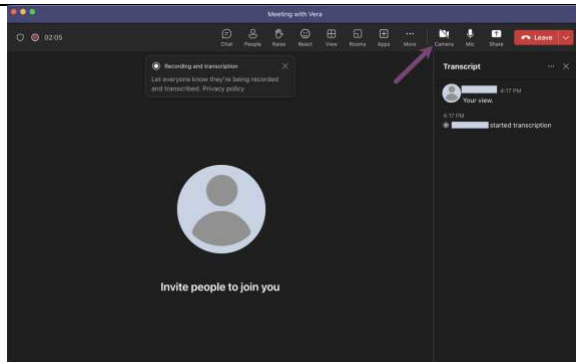 Meeting with Vera
02:05
Chat People Raise React View Rooms Apps More Camera Mic Share Leave
Recording and transcription
Let everyone know they're being recorded
and transcribed. Privacy policy
Transcript
4:17 PM
Your view.
4:17 PM
started transcription
Invite people to join you